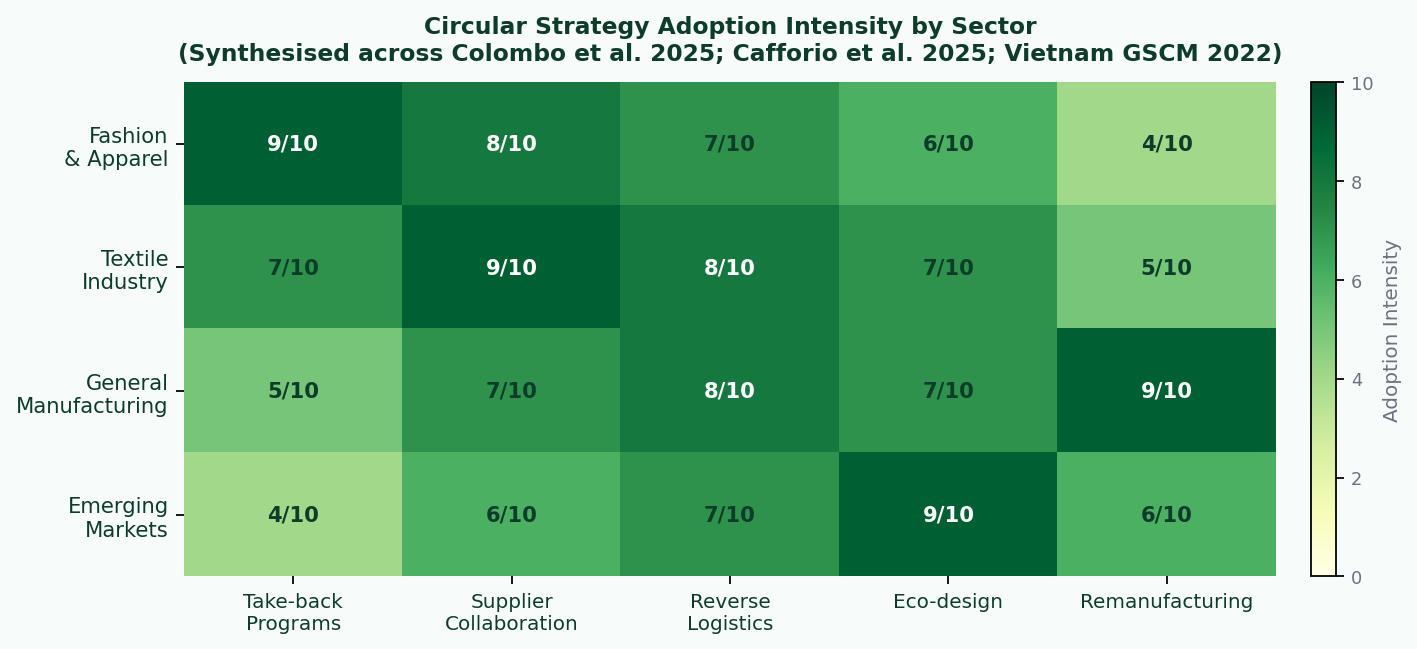 Circular Strategy Adoption Intensity by Sector
(Synthesised across Colombo et al. 2025; Cafforio et al. 2025; Vietnam GSCM 2022)
Fashion
& Apparel
9/10
8/10
7/10
6/10
4/10
Textile
Industry
7/10
9/10
8/10
7/10
5/10
General
Manufacturing
5/10
7/10
8/10
7/10
9/10
Emerging
Markets
4/10
6/10
7/10
9/10
6/10
Take-back
Programs
Supplier
Collaboration
Reverse
Logistics
Eco-design
Remanufacturing
10
8
6
4
2
0
Adoption Intensity